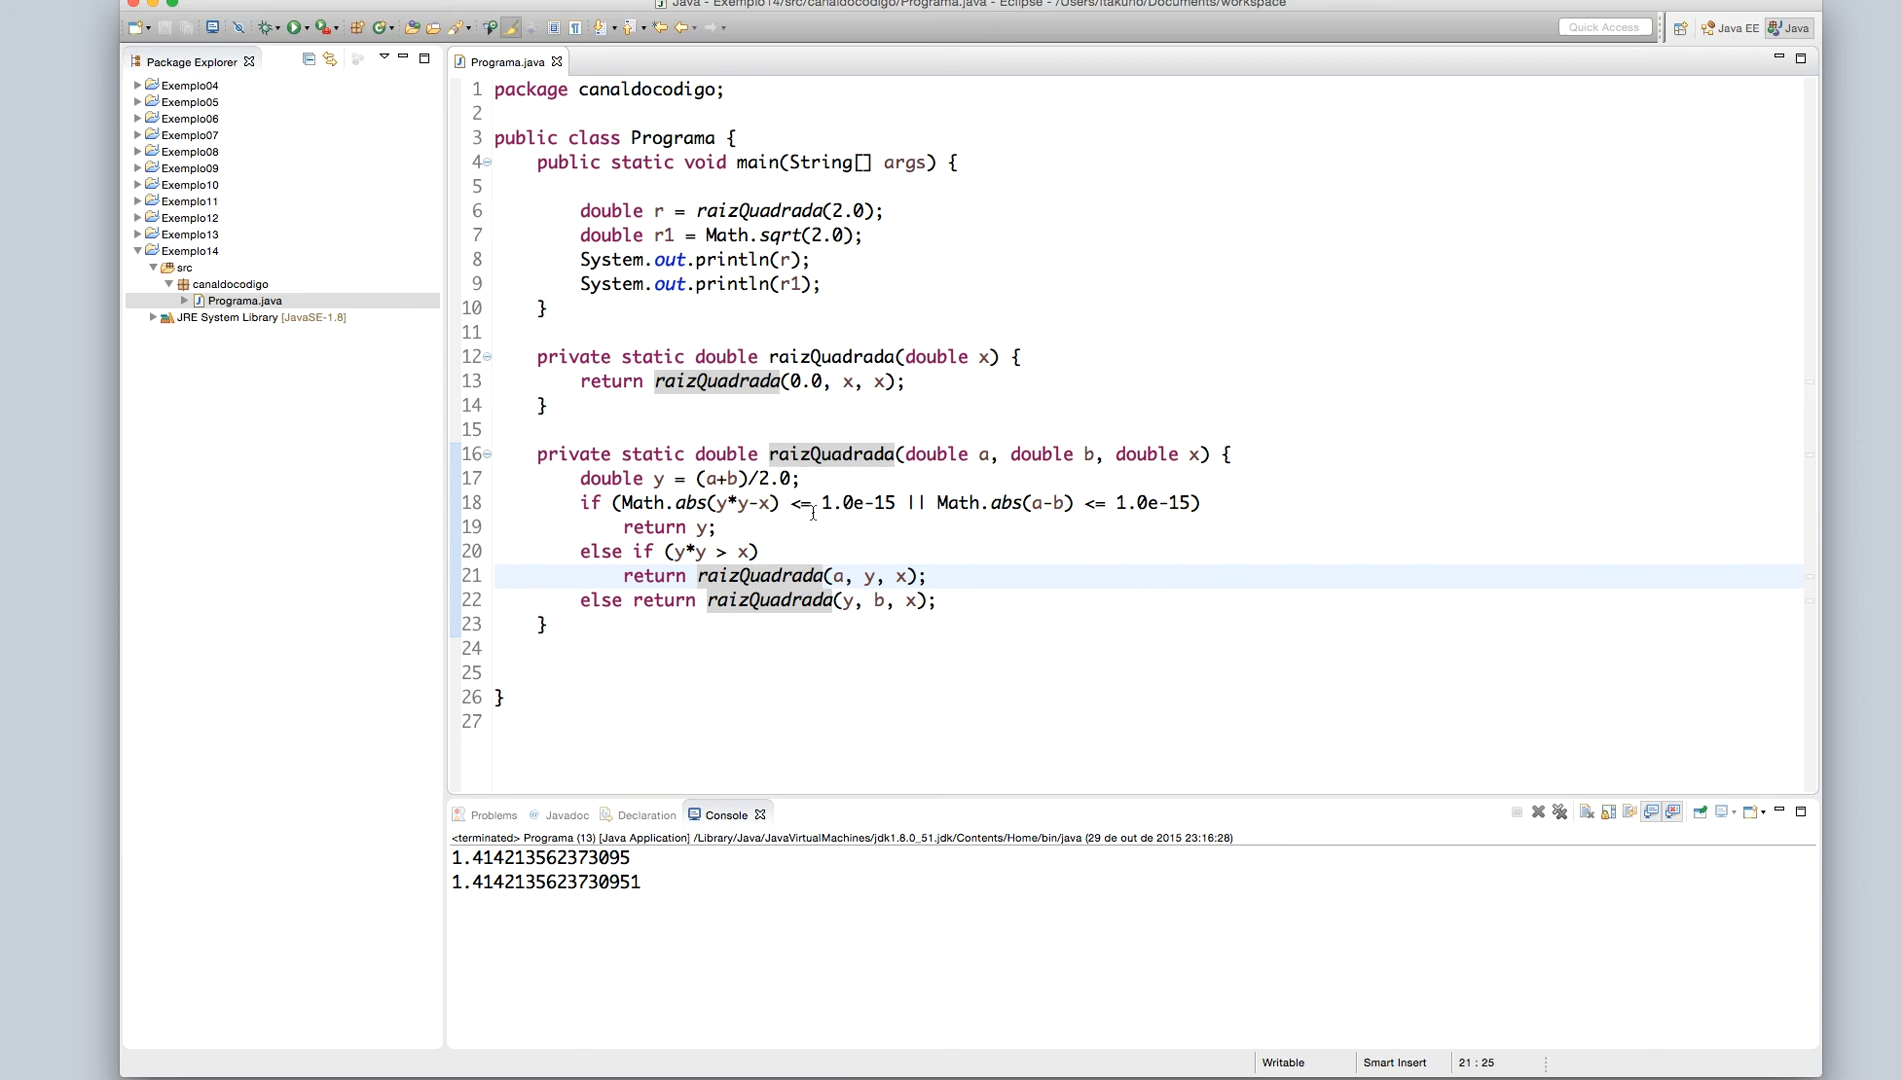 Java - Exemplo14/src/canaldocodigo/Programa.java - Eclipse - /Users/itakuno/Documents/workspace
Quick Access
Java EE
Java
Package Explorer
Exemplo04
Exemplo05
Exemplo06
Exemplo07
Exemplo08
Exemplo09
Exemplo10
Exemplo11
Exemplo12
Exemplo13
Exemplo14
src
canaldocodigo
Programa.java
JRE System Library [JavaSE-1.8]
Programa.java
1 package canaldocodigo;
2
3 public class Programa {
4 public static void main(String[] args) {
5
6 double r = raizQuadrada(2.0);
7 double r1 = Math.sqrt(2.0);
8 System.out.println(r);
9 System.out.println(r1);
10 }
11
12 private static double raizQuadrada(double x) {
13 return raizQuadrada(0.0, x, x);
14 }
15
16 private static double raizQuadrada(double a, double b, double x) {
17 double y = (a+b)/2.0;
18 if (Math.abs(y*y-x) <= 1.0e-15 || Math.abs(a-b) <= 1.0e-15)
19 return y;
20 else if (y*y > x)
21 return raizQuadrada(a, y, x);
22 else return raizQuadrada(y, b, x);
23 }
24
25
26 }
27
Problems
Javadoc
Declaration
Console
<terminated> Programa (13) [Java Application] /Library/Java/JavaVirtualMachines/jdk1.8.0_51.jdk/Contents/Home/bin/java (29 de out de 2015 23:16:28)
1.414213562373095
1.4142135623730951
Writable
Smart Insert
21 : 25